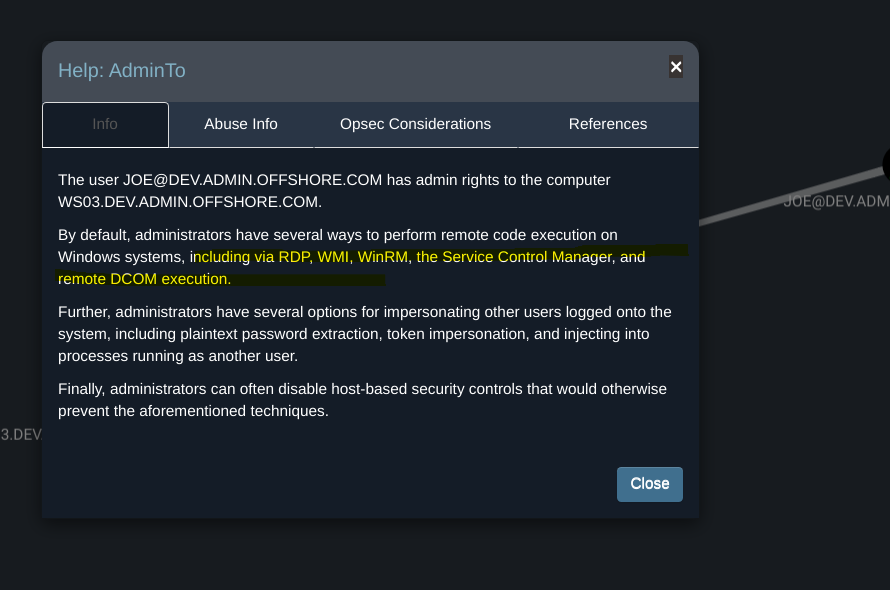 Help: AdminTo
×
Info
Abuse Info
Opsec Considerations
References
The user JOE@DEV.ADMIN.OFFSHORE.COM has admin rights to the computer
WS03.DEV.ADMIN.OFFSHORE.COM.
By default, administrators have several ways to perform remote code execution on
Windows systems, including via RDP, WMI, WinRM, the Service Control Manager, and
remote DCOM execution.
Further, administrators have several options for impersonating other users logged onto the
system, including plaintext password extraction, token impersonation, and injecting into
processes running as another user.
Finally, administrators can often disable host-based security controls that would otherwise
prevent the aforementioned techniques.
Close
JOE@DEV.ADM
3.DEV.